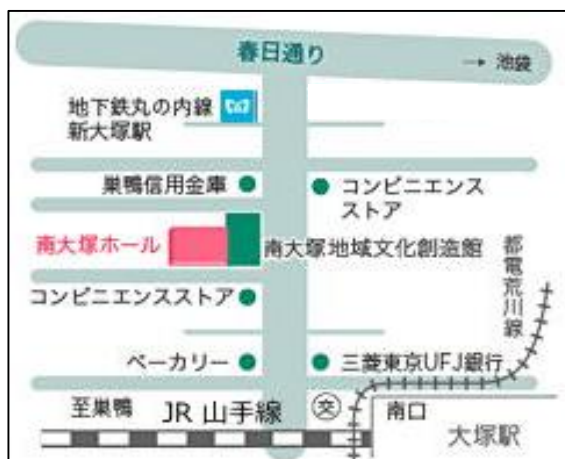 春日通り
→ 池袋
地下鉄丸の内線
新大塚駅
巣鴨信用金庫
コンビニエンス
ストア
南大塚ホール
南大塚地域文化創造館
都電荒川線
コンビニエンスストア
ベーカリー
三菱東京UFJ銀行
至巣鴨
JR 山手線
交
南口
大塚駅